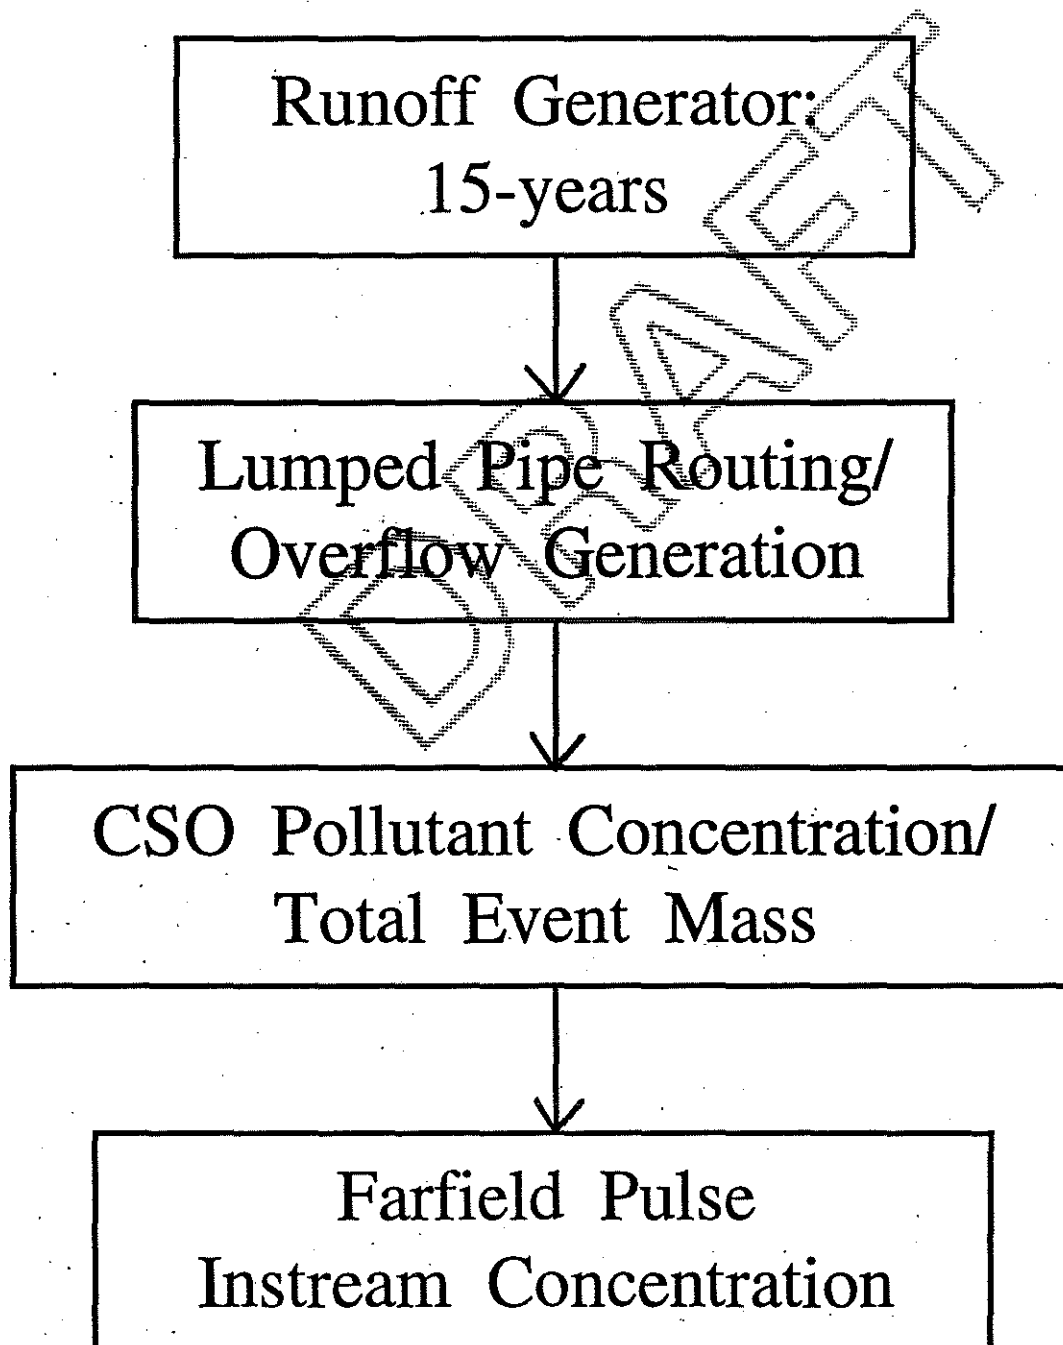 Runoff Generator:
15-years
Lumped Pipe Routing/
Overflow Generation
CSO Pollutant Concentration/
Total Event Mass
Farfield Pulse
Instream Concentration
DRAFT